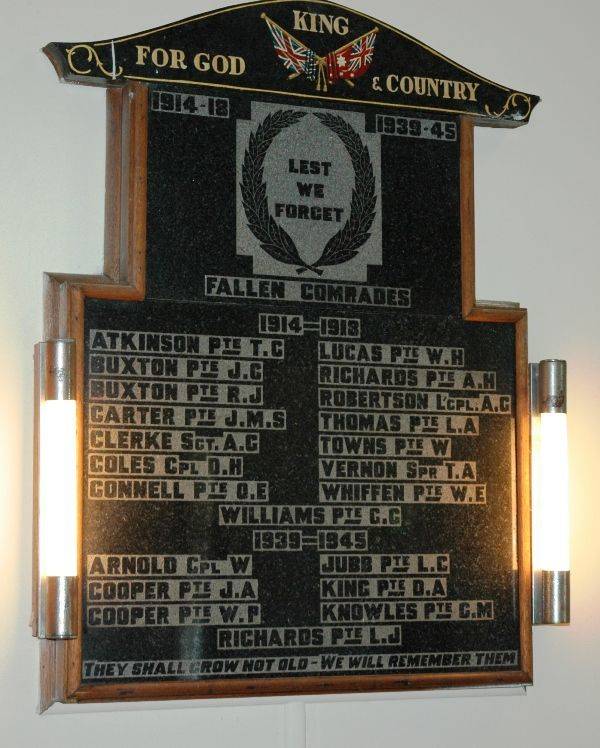 KING
FOR GOD & COUNTRY
1914-18 1939-45
LEST
WE
FORGET
FALLEN COMRADES
1914-1918
ATKINSON PTE T.C LUCAS PTE W.H
BUXTON PTE J.C RICHARDS PTE A.H
BUXTON PTE R.J ROBERTSON LCPL. A.G
CARTER PTE J.M.S THOMAS PTE L.A
CLERKE SGT. A.G TOWNS PTE W
COLES CPL D.H VERNON SPR T.A
CONNELL PTE O.E WHIFFEN PTE W.E
WILLIAMS PTE C.G
1939-1945
ARNOLD CPL W JUBB PTE L.C
COOPER PTE J.A KING PTE D.A
COOPER PTE W.P KNOWLES PTE G.M
RICHARDS PTE L.J
THEY SHALL GROW NOT OLD - WE WILL REMEMBER THEM